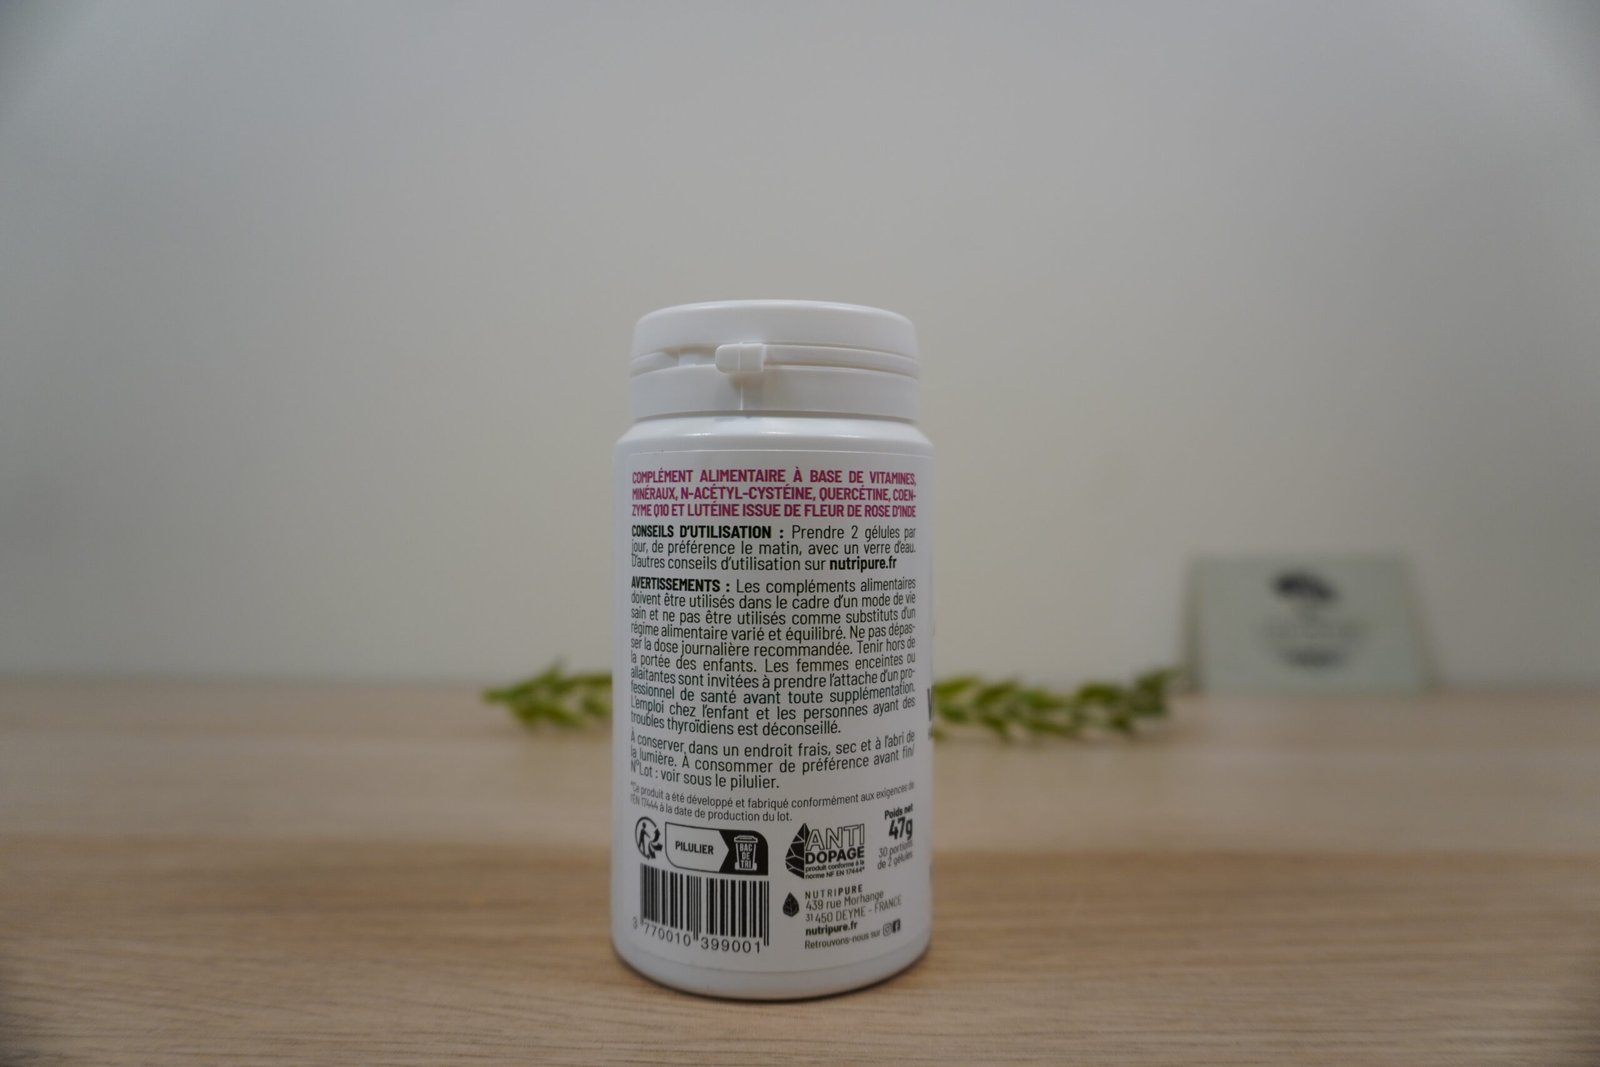 COMPLÉMENT ALIMENTAIRE À BASE DE VITAMINES,
MINÉRAUX, N-ACÉTYL-CYSTÉINE, QUERCÉTINE, COEN-
ZYME Q10 ET LUTÉINE ISSUE DE FLEUR DE ROSE D'INDE
CONSEILS D'UTILISATION : Prendre 2 gélules par
jour, de préférence le matin, avec un verre d'eau.
D'autres conseils d'utilisation sur nutripure.fr
AVERTISSEMENTS : Les compléments alimentaires
doivent être utilisés dans le cadre d'un mode de vie
sain et ne pas être utilisés comme substituts d'un
régime alimentaire varié et équilibré. Ne pas dépas-
ser la dose journalière recommandée. Tenir hors de
la portée des enfants. Les femmes enceintes ou
allaitantes sont invitées à prendre l'attache d'un pro-
fessionnel de santé avant toute supplémentation.
L'emploi chez l'enfant et les personnes ayant des
troubles thyroïdiens est déconseillé.
À conserver dans un endroit frais, sec et à l'abri de
la lumière. À consommer de préférence avant fin/
N°Lot : voir sous le pilulier.
*Ce produit a été développé et fabriqué conformément aux exigences de
l'EN 17444 à la date de production du lot.
PILULIER
BAC
DE
TRI
ANTI
DOPAGE
produit conforme à la
norme NF EN 17444*
Poids net
47g
30 portions
de 2 gélules
NUTRIPURE
439 rue Morhange
31 450 DEYME - FRANCE
nutripure.fr
Retrouvons-nous sur
3 770010 399001